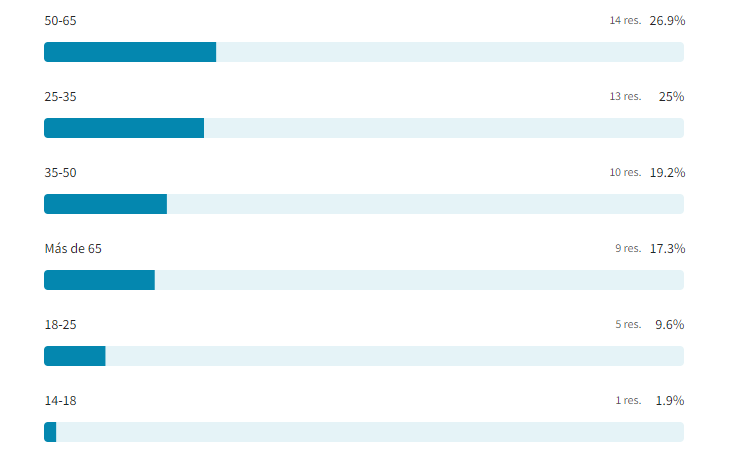 50-65 14 res. 26.9%
25-35 13 res. 25%
35-50 10 res. 19.2%
Más de 65 9 res. 17.3%
18-25 5 res. 9.6%
14-18 1 res. 1.9%